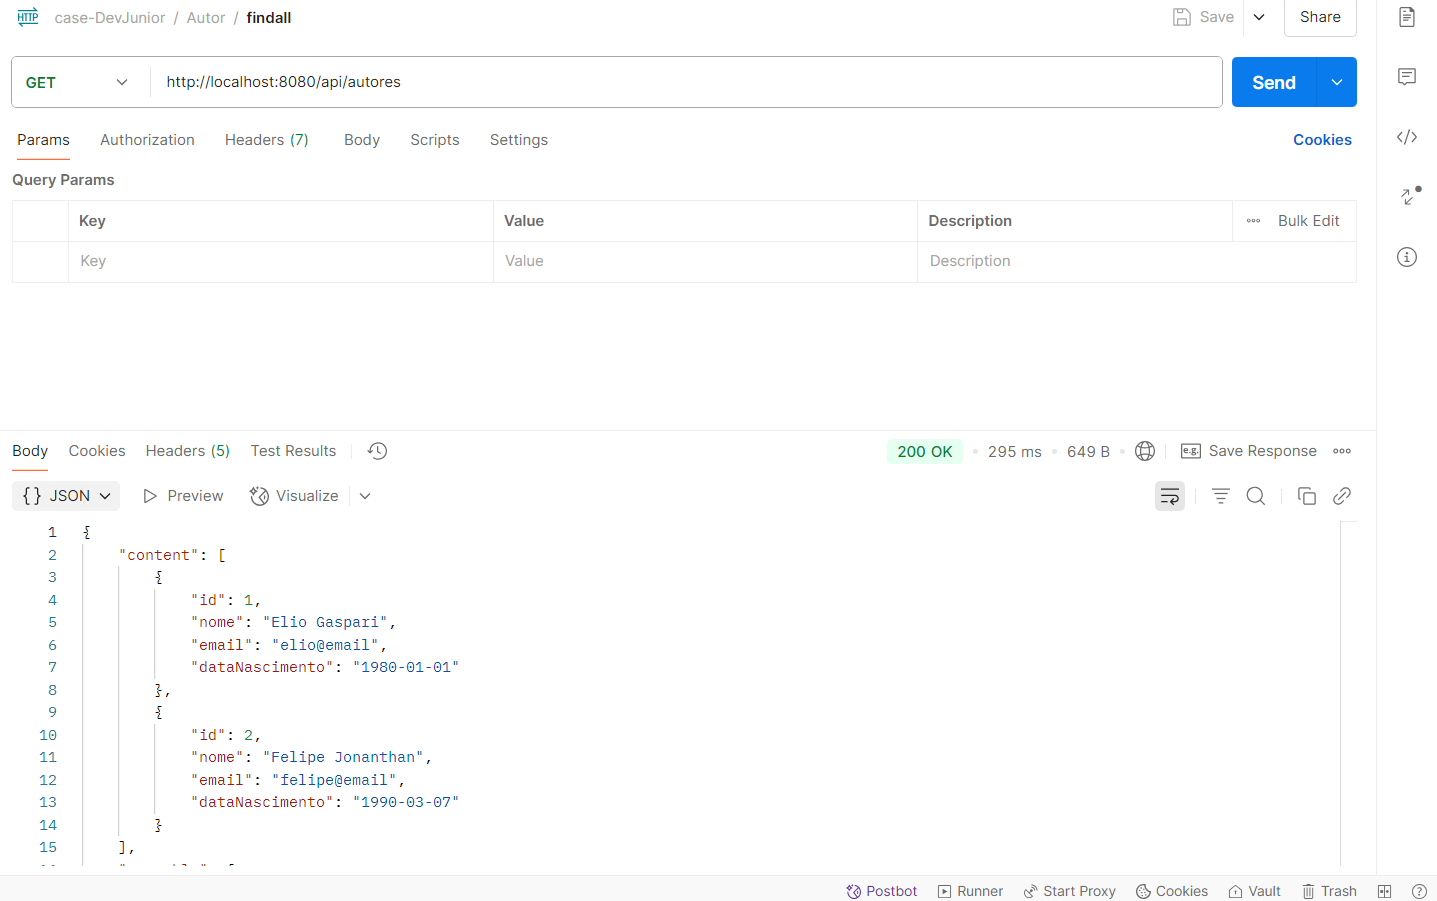 HTTP case-DevJunior / Autor / findall Save Share
GET http://localhost:8080/api/autores Send
Params Authorization Headers (7) Body Scripts Settings Cookies
Query Params
Key Value Description Bulk Edit
Key Value Description
Body Cookies Headers (5) Test Results 200 OK 295 ms 649 B e.g. Save Response
{} JSON Preview Visualize
1 {
2 "content": [
3 {
4 "id": 1,
5 "nome": "Elio Gaspari",
6 "email": "elio@email",
7 "dataNascimento": "1980-01-01"
8 },
9 {
10 "id": 2,
11 "nome": "Felipe Jonanthan",
12 "email": "felipe@email",
13 "dataNascimento": "1990-03-07"
14 }
15 ],
Postbot Runner Start Proxy Cookies Vault Trash